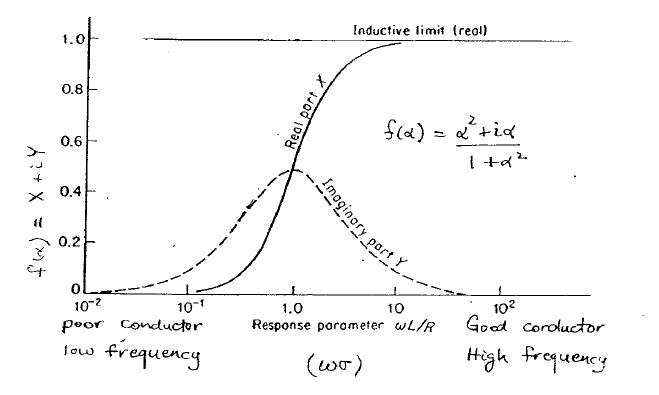 Inductive limit (real)
1.0
0.8
0.6
0.4
0.2
0
f(α) = X + iY
Real part X
Imaginary part Y
f(α) = α² + iα
1 + α²
10⁻² 10⁻¹ 1.0 10 10²
poor conductor Response parameter ωL/R Good conductor
low frequency (ωσ) High frequency